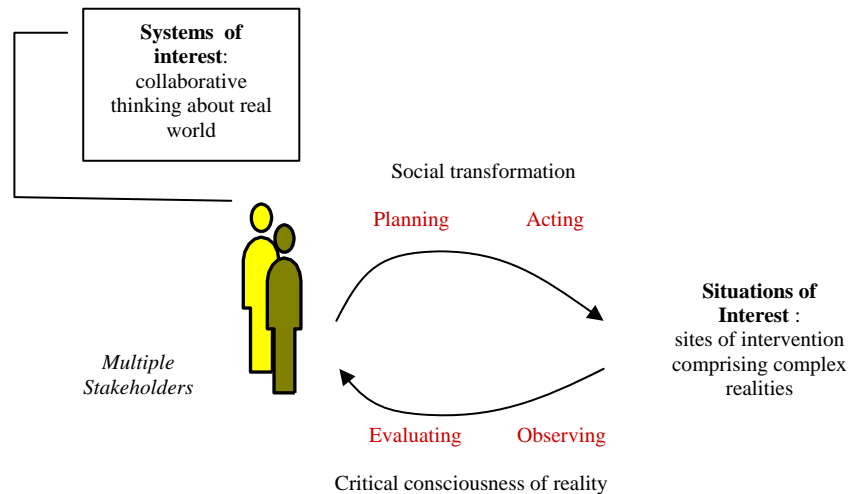 Systems of
interest:
collaborative
thinking about real
world
Social transformation
Planning Acting
Situations of
Interest :
sites of intervention
comprising complex
realities
Multiple
Stakeholders
Evaluating Observing
Critical consciousness of reality